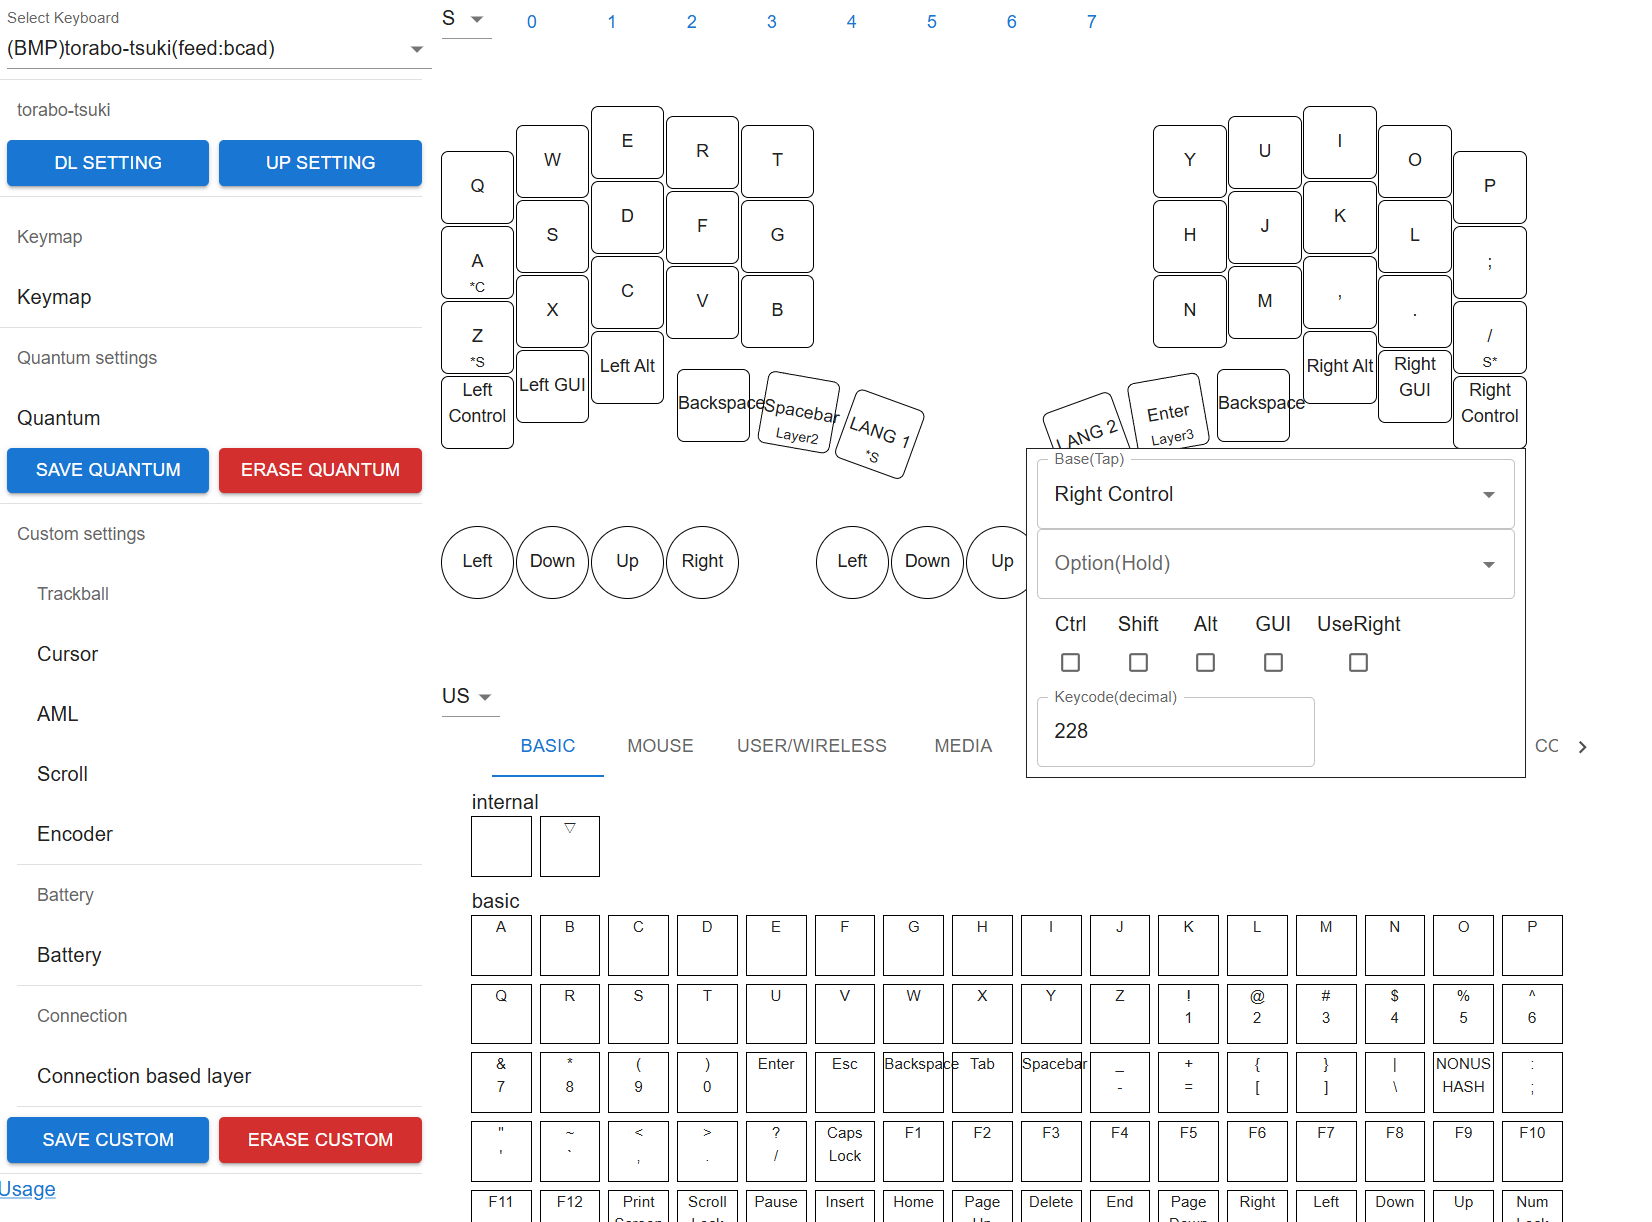 Select Keyboard
(BMP)torabo-tsuki(feed:bcad)
torabo-tsuki
DL SETTING
UP SETTING
Keymap
Keymap
Quantum settings
Quantum
SAVE QUANTUM
ERASE QUANTUM
Custom settings
Trackball
Cursor
AML
Scroll
Encoder
Battery
Battery
Connection
Connection based layer
SAVE CUSTOM
ERASE CUSTOM
Usage
S
0 1 2 3 4 5 6 7
Q W E R T
Y U I O P
A
*C
S D F G
H J K L ;
Z
*S
X C V B
N M , .
/
S*
Left
Control
Left GUI
Left Alt
Backspace
Spacebar
Layer2
LANG 1
*S
LANG 2
Enter
Layer3
Backspace
Right Alt
Right
GUI
Right
Control
Left Down Up Right
Left Down Up
Base(Tap)
Right Control
Option(Hold)
Ctrl Shift Alt GUI UseRight
Keycode(decimal)
228
US
BASIC MOUSE USER/WIRELESS MEDIA
internal
▽
basic
A B C D E F G H I J K L M N O P
Q R S T U V W X Y Z ! @ # $ % ^
1 2 3 4 5 6
& * ( ) Enter Esc Backspace Tab Spacebar _ + { } | NONUS :
7 8 9 0 - = [ ] \ HASH ;
" ~ < > ? Caps F1 F2 F3 F4 F5 F6 F7 F8 F9 F10
' ` , . / Lock
F11 F12 Print Scroll Pause Insert Home Page Delete End Page Right Left Down Up Num